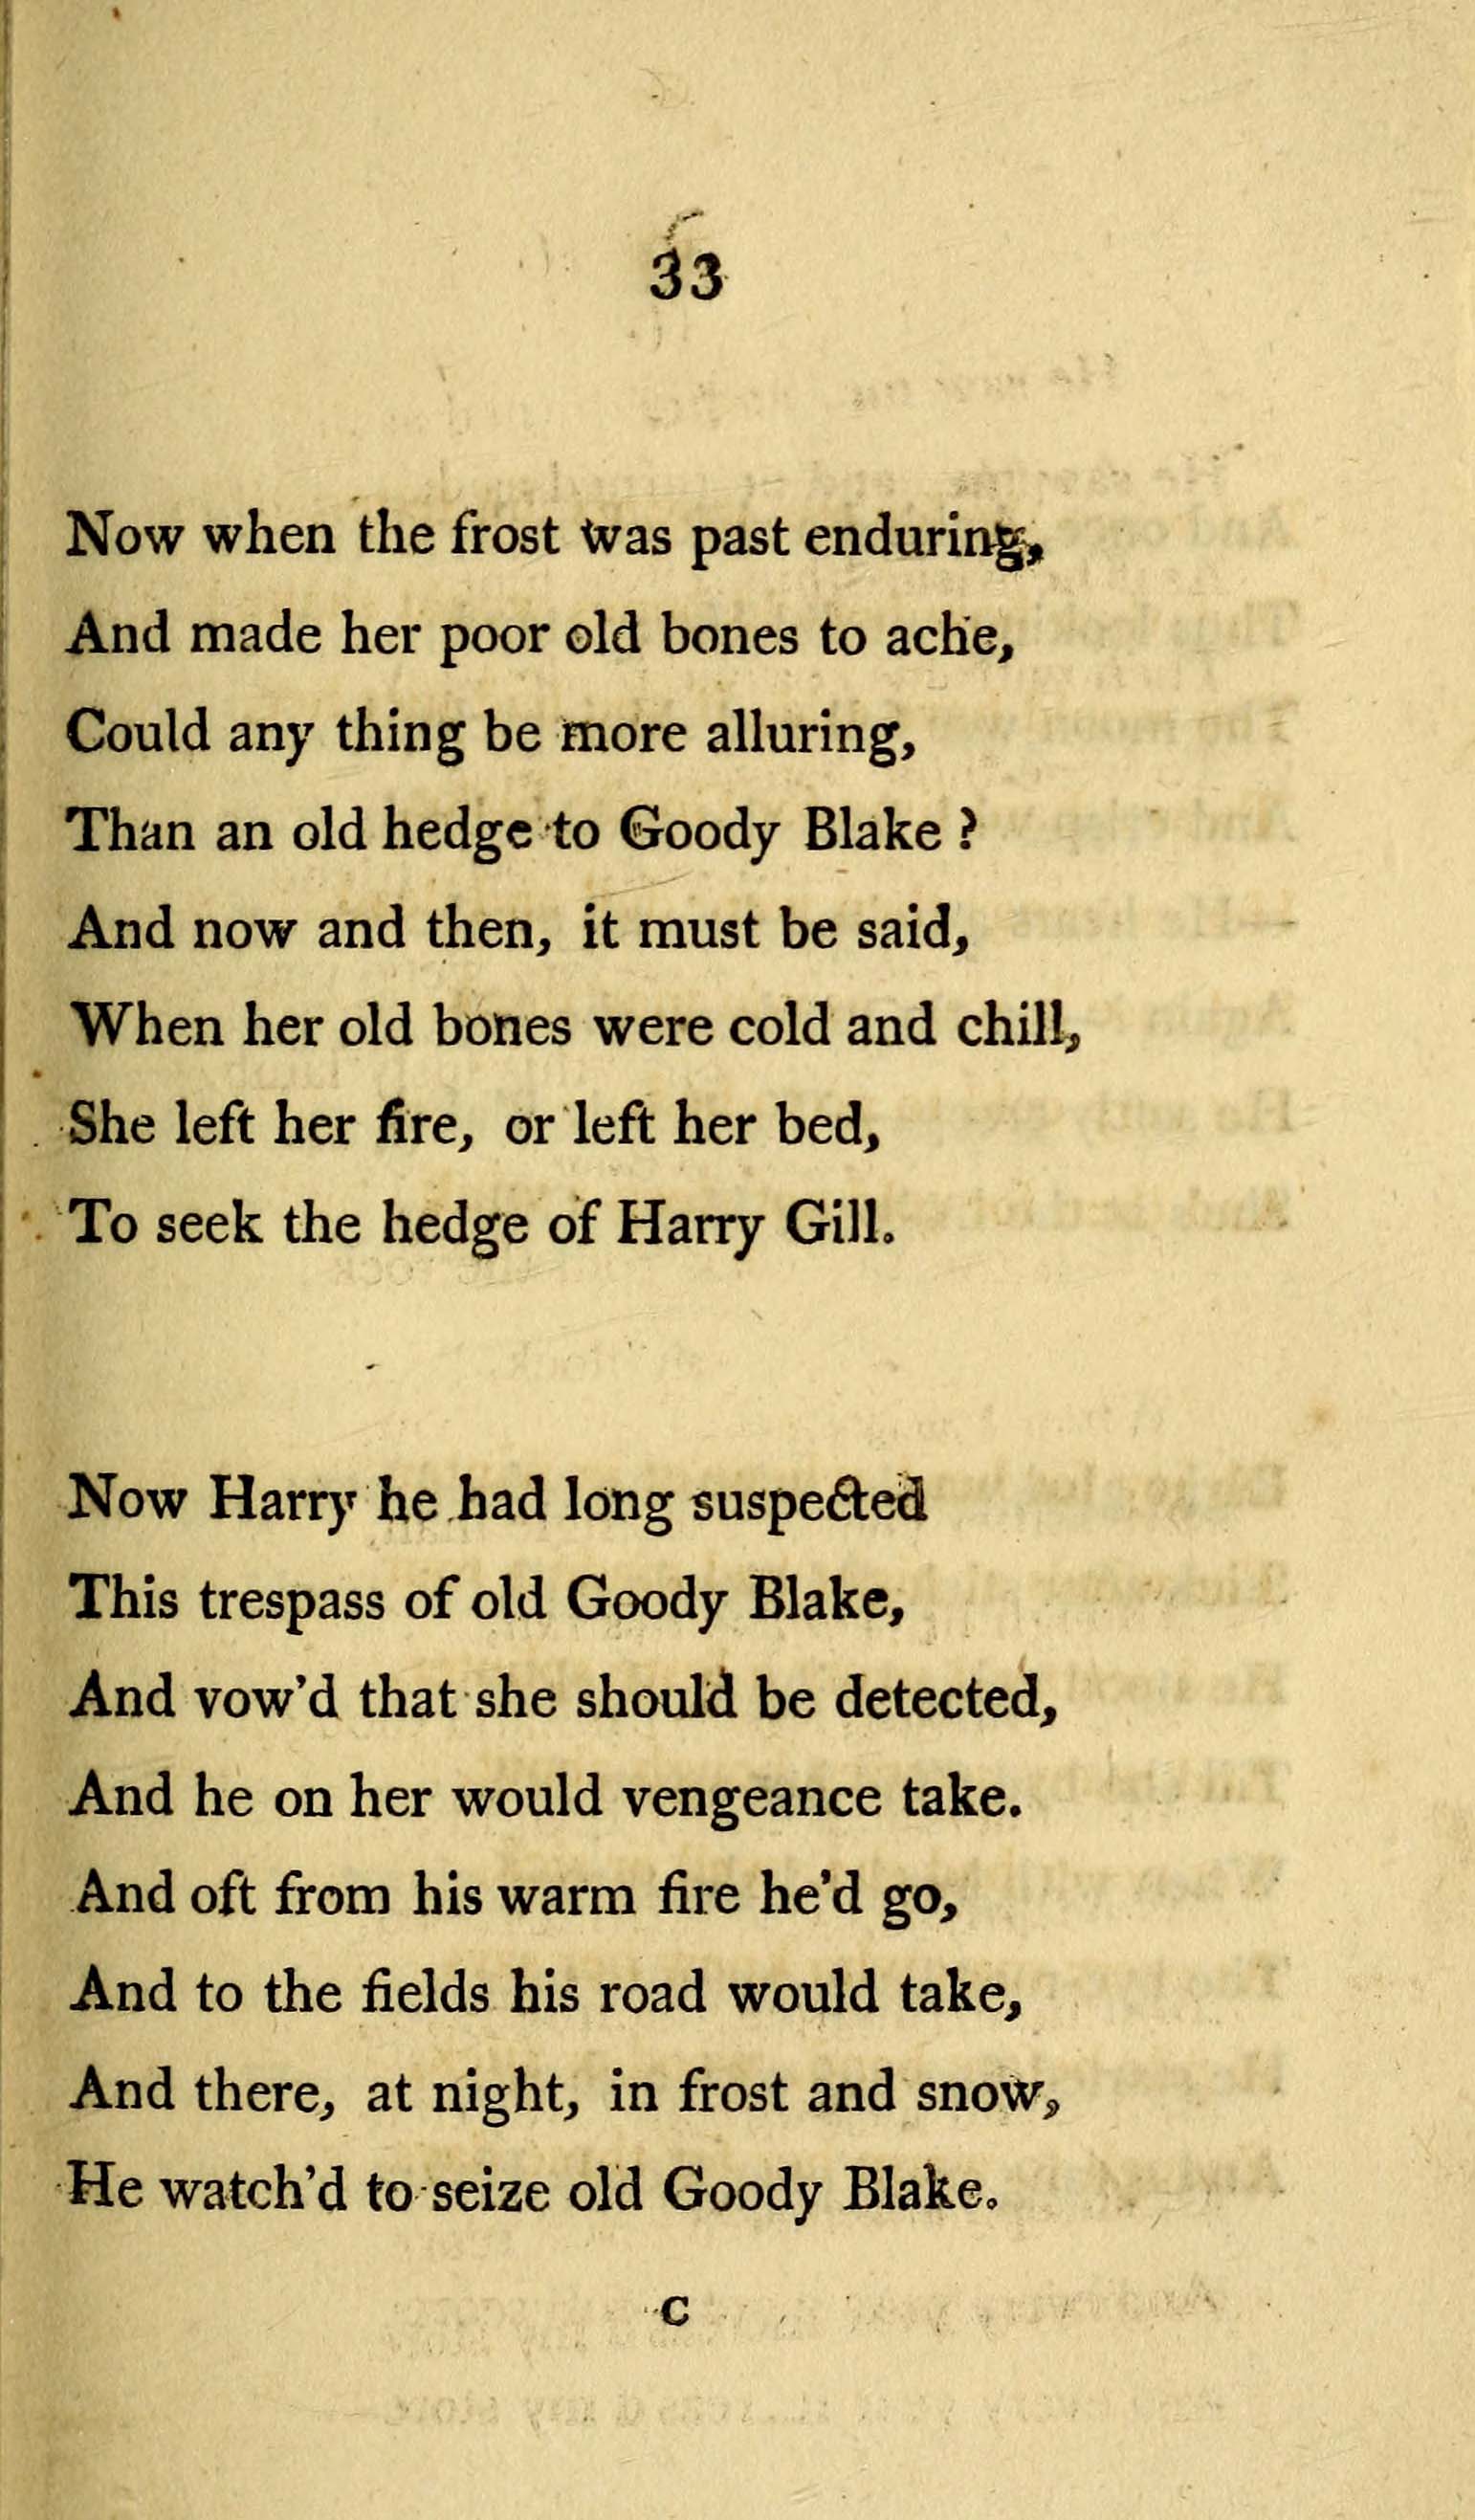 33
Now when the frost was past enduring,
And made her poor old bones to ache,
Could any thing be more alluring,
Than an old hedge to Goody Blake ?
And now and then, it must be said,
When her old bones were cold and chill,
She left her fire, or left her bed,
To seek the hedge of Harry Gill.
Now Harry he had long suspected
This trespass of old Goody Blake,
And vow'd that she should be detected,
And he on her would vengeance take.
And oft from his warm fire he'd go,
And to the fields his road would take,
And there, at night, in frost and snow,
He watch'd to seize old Goody Blake.
C